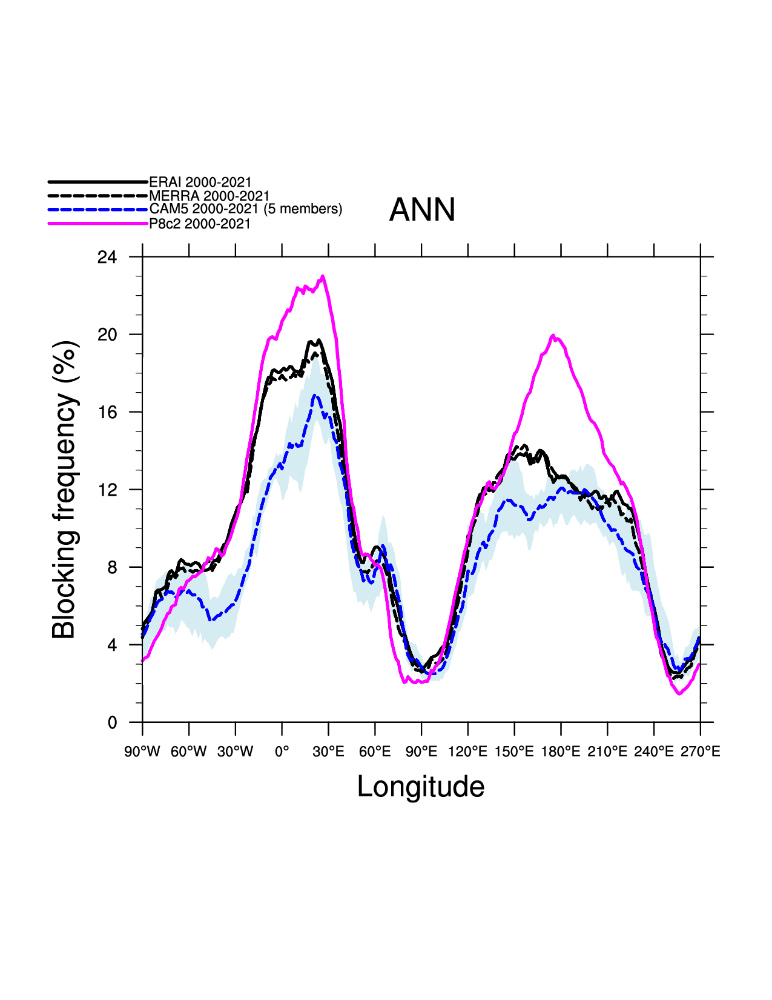 ERAI 2000-2021
MERRA 2000-2021
CAM5 2000-2021 (5 members)
P8c2 2000-2021
ANN
Blocking frequency (%)
24
20
16
12
8
4
0
90°W 60°W 30°W 0° 30°E 60°E 90°E 120°E 150°E 180°E 210°E 240°E 270°E
Longitude